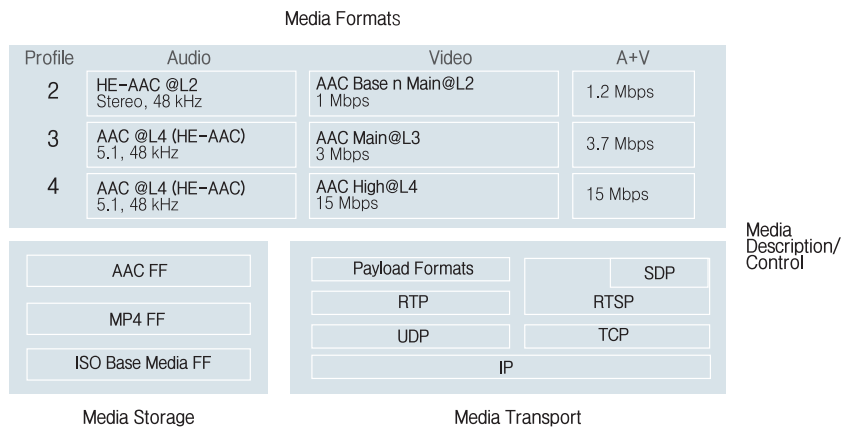 Media Formats
Profile Audio Video A+V
2 HE-AAC @L2 AAC Base n Main@L2 1.2 Mbps
Stereo, 48 kHz 1 Mbps
3 AAC @L4 (HE-AAC) AAC Main@L3 3.7 Mbps
5.1, 48 kHz 3 Mbps
4 AAC @L4 (HE-AAC) AAC High@L4 15 Mbps
5.1, 48 kHz 15 Mbps
Media
Description/
Control
AAC FF
MP4 FF
ISO Base Media FF
Payload Formats SDP
RTP RTSP
UDP TCP
IP
Media Storage Media Transport